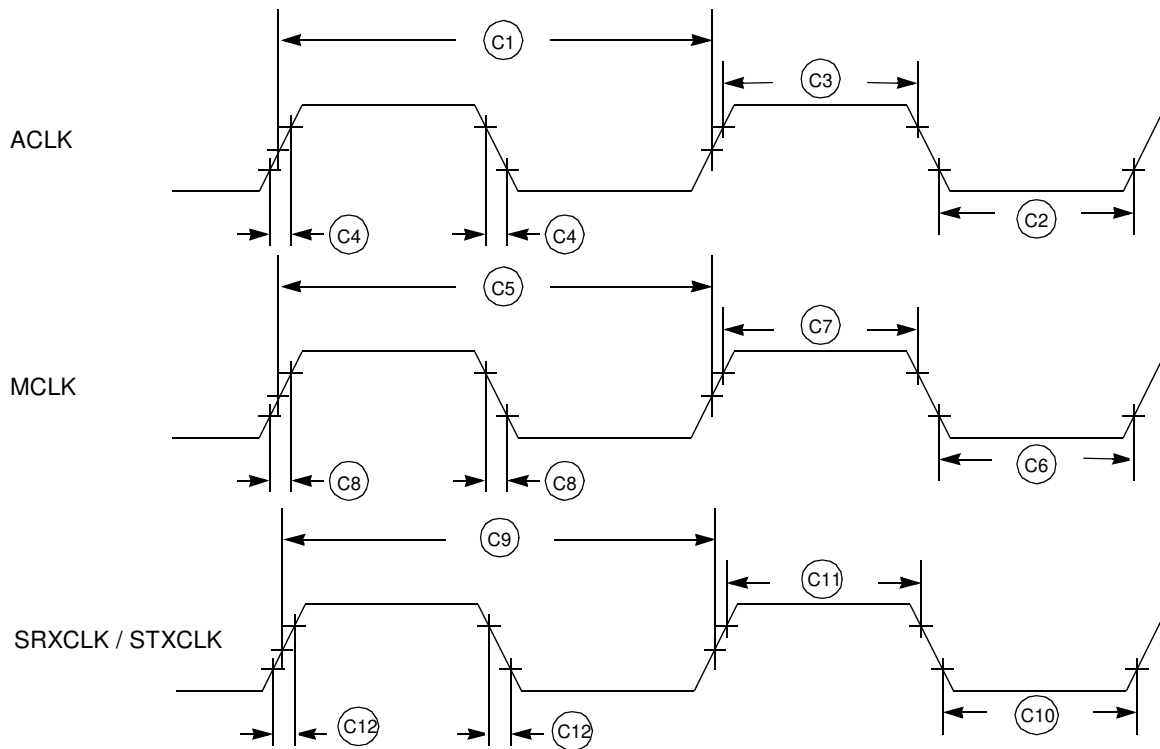 C1
C3
ACLK
C2
C4
C4
C5
C7
MCLK
C6
C8
C8
C9
C11
SRXCLK / STXCLK
C10
C12
C12